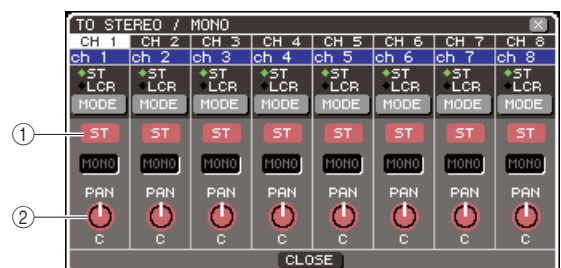 TO STEREO / MONO
CH 1 CH 2 CH 3 CH 4 CH 5 CH 6 CH 7 CH 8
ch 1 ch 2 ch 3 ch 4 ch 5 ch 6 ch 7 ch 8
ST ST ST ST ST ST ST ST
LCR LCR LCR LCR LCR LCR LCR LCR
MODE MODE MODE MODE MODE MODE MODE MODE
① ST ST ST ST ST ST ST ST
MONO MONO MONO MONO MONO MONO MONO MONO
PAN PAN PAN PAN PAN PAN PAN PAN
②
C C C C C C C C
CLOSE